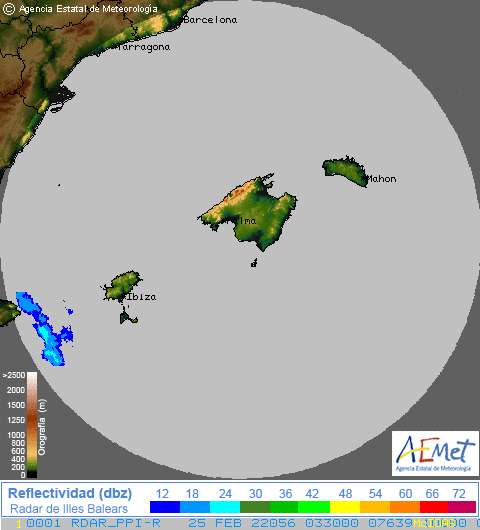 © Agencia Estatal de Meteorología
Barcelona
Tarragona
Mahon
lma
Ibiza
>2500
2000
1500
1000
800
600
400
200
0
Orografía (m)
AEMet
Agencia Estatal de Meteorología
Reflectividad (dbz)
Radar de Illes Balears
12 18 24 30 36 42 48 54 60 66 72
0001 RDAR_PPI-R 25 FEB 22056 033000 07639